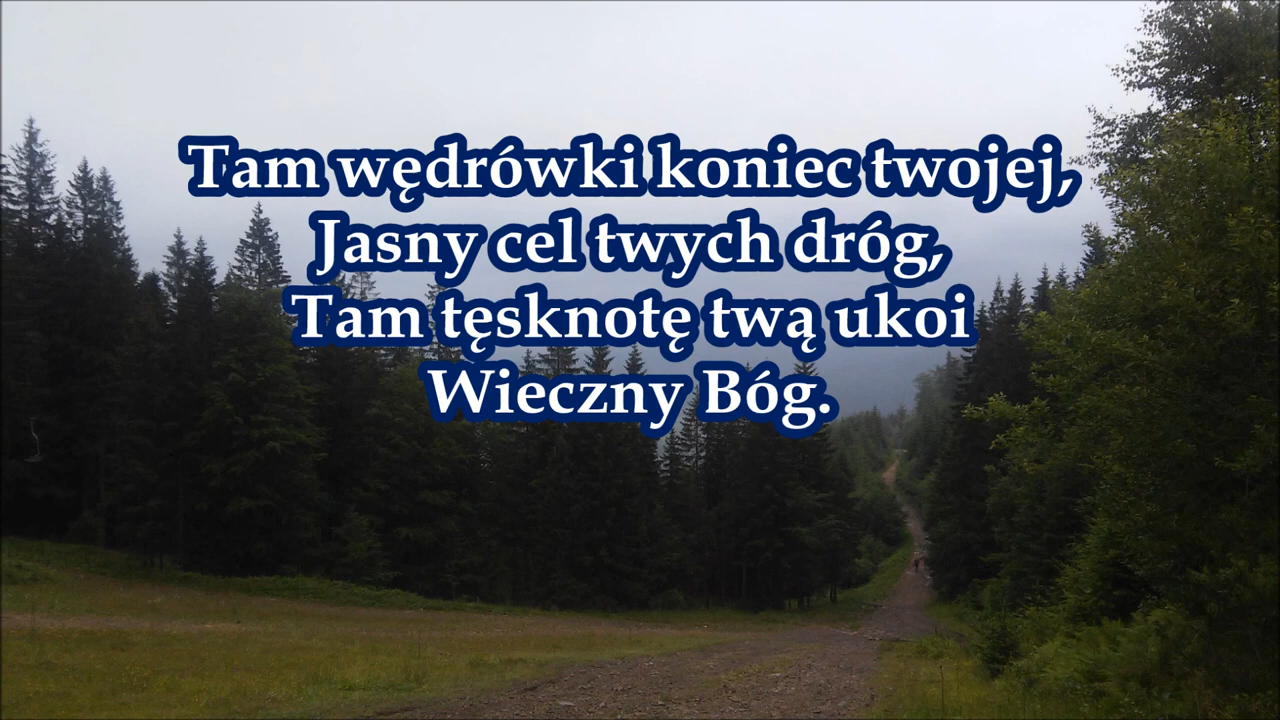 Tam wędrówki koniec twojej,
Jasny cel twych dróg,
Tam tęsknotę twą ukoi
Wieczny Bóg.